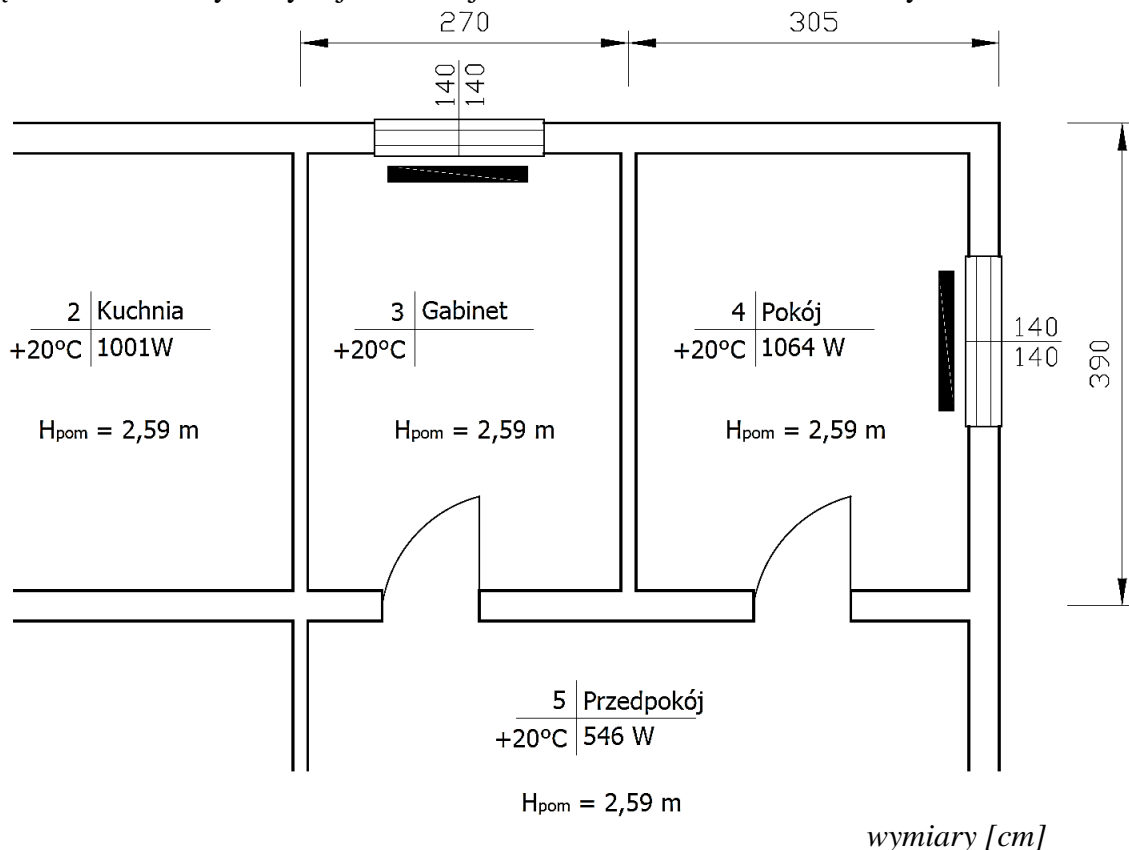 270
305
140
140
2 Kuchnia
+20°C 1001W
Hpom = 2,59 m
3 Gabinet
+20°C
Hpom = 2,59 m
4 Pokój
+20°C 1064 W
Hpom = 2,59 m
140
140
390
5 Przedpokój
+20°C 546 W
Hpom = 2,59 m
wymiary [cm]